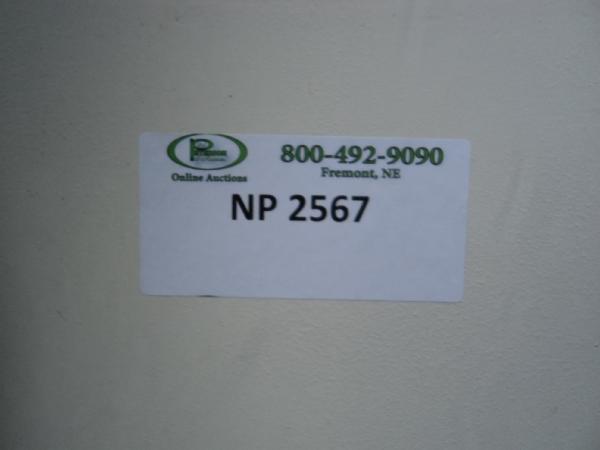 800-492-9090
Fremont, NE
Online Auctions
NP 2567